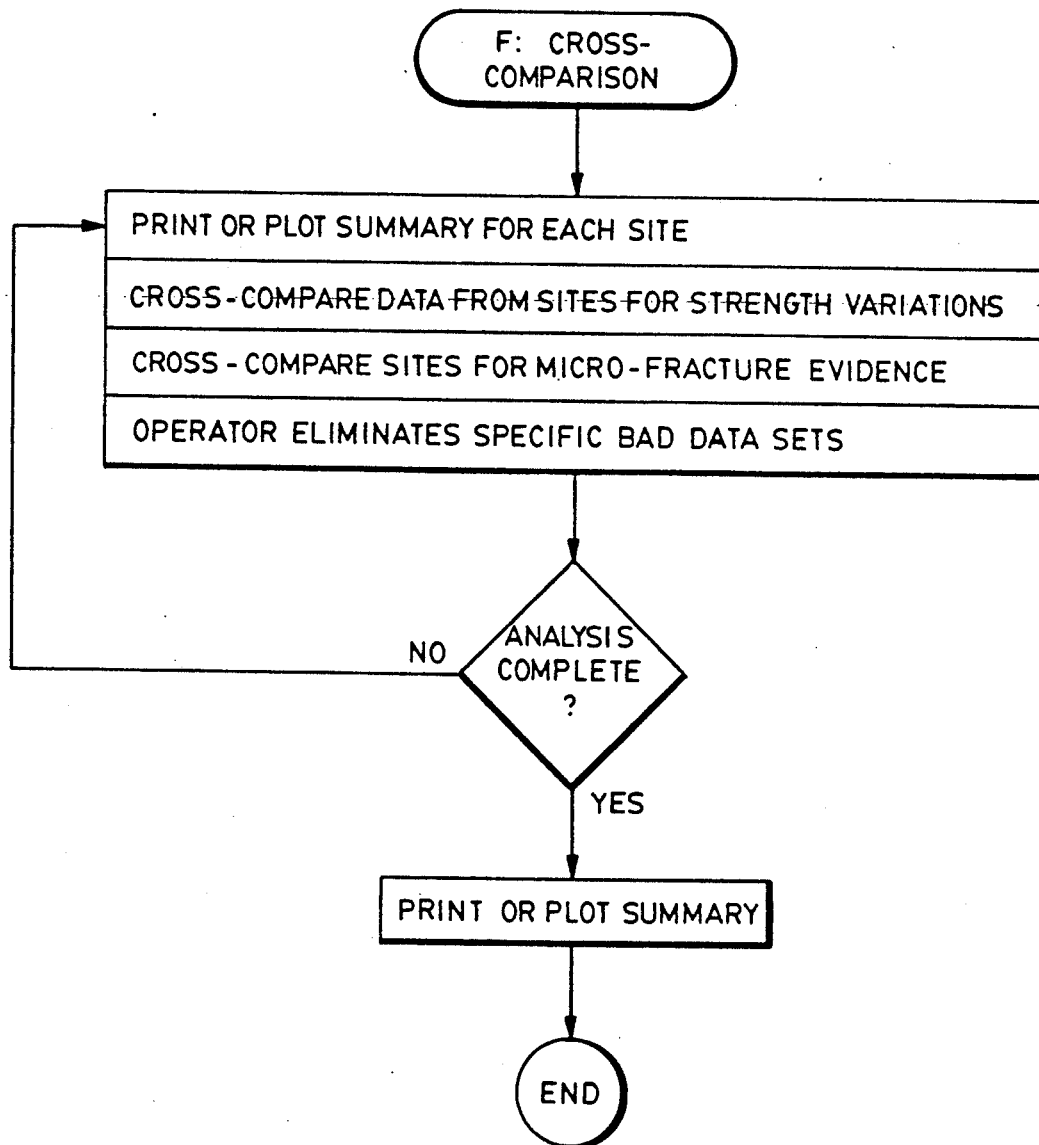 F: CROSS-
COMPARISON
PRINT OR PLOT SUMMARY FOR EACH SITE
CROSS-COMPARE DATA FROM SITES FOR STRENGTH VARIATIONS
CROSS-COMPARE SITES FOR MICRO-FRACTURE EVIDENCE
OPERATOR ELIMINATES SPECIFIC BAD DATA SETS
ANALYSIS
COMPLETE
?
NO
YES
PRINT OR PLOT SUMMARY
END